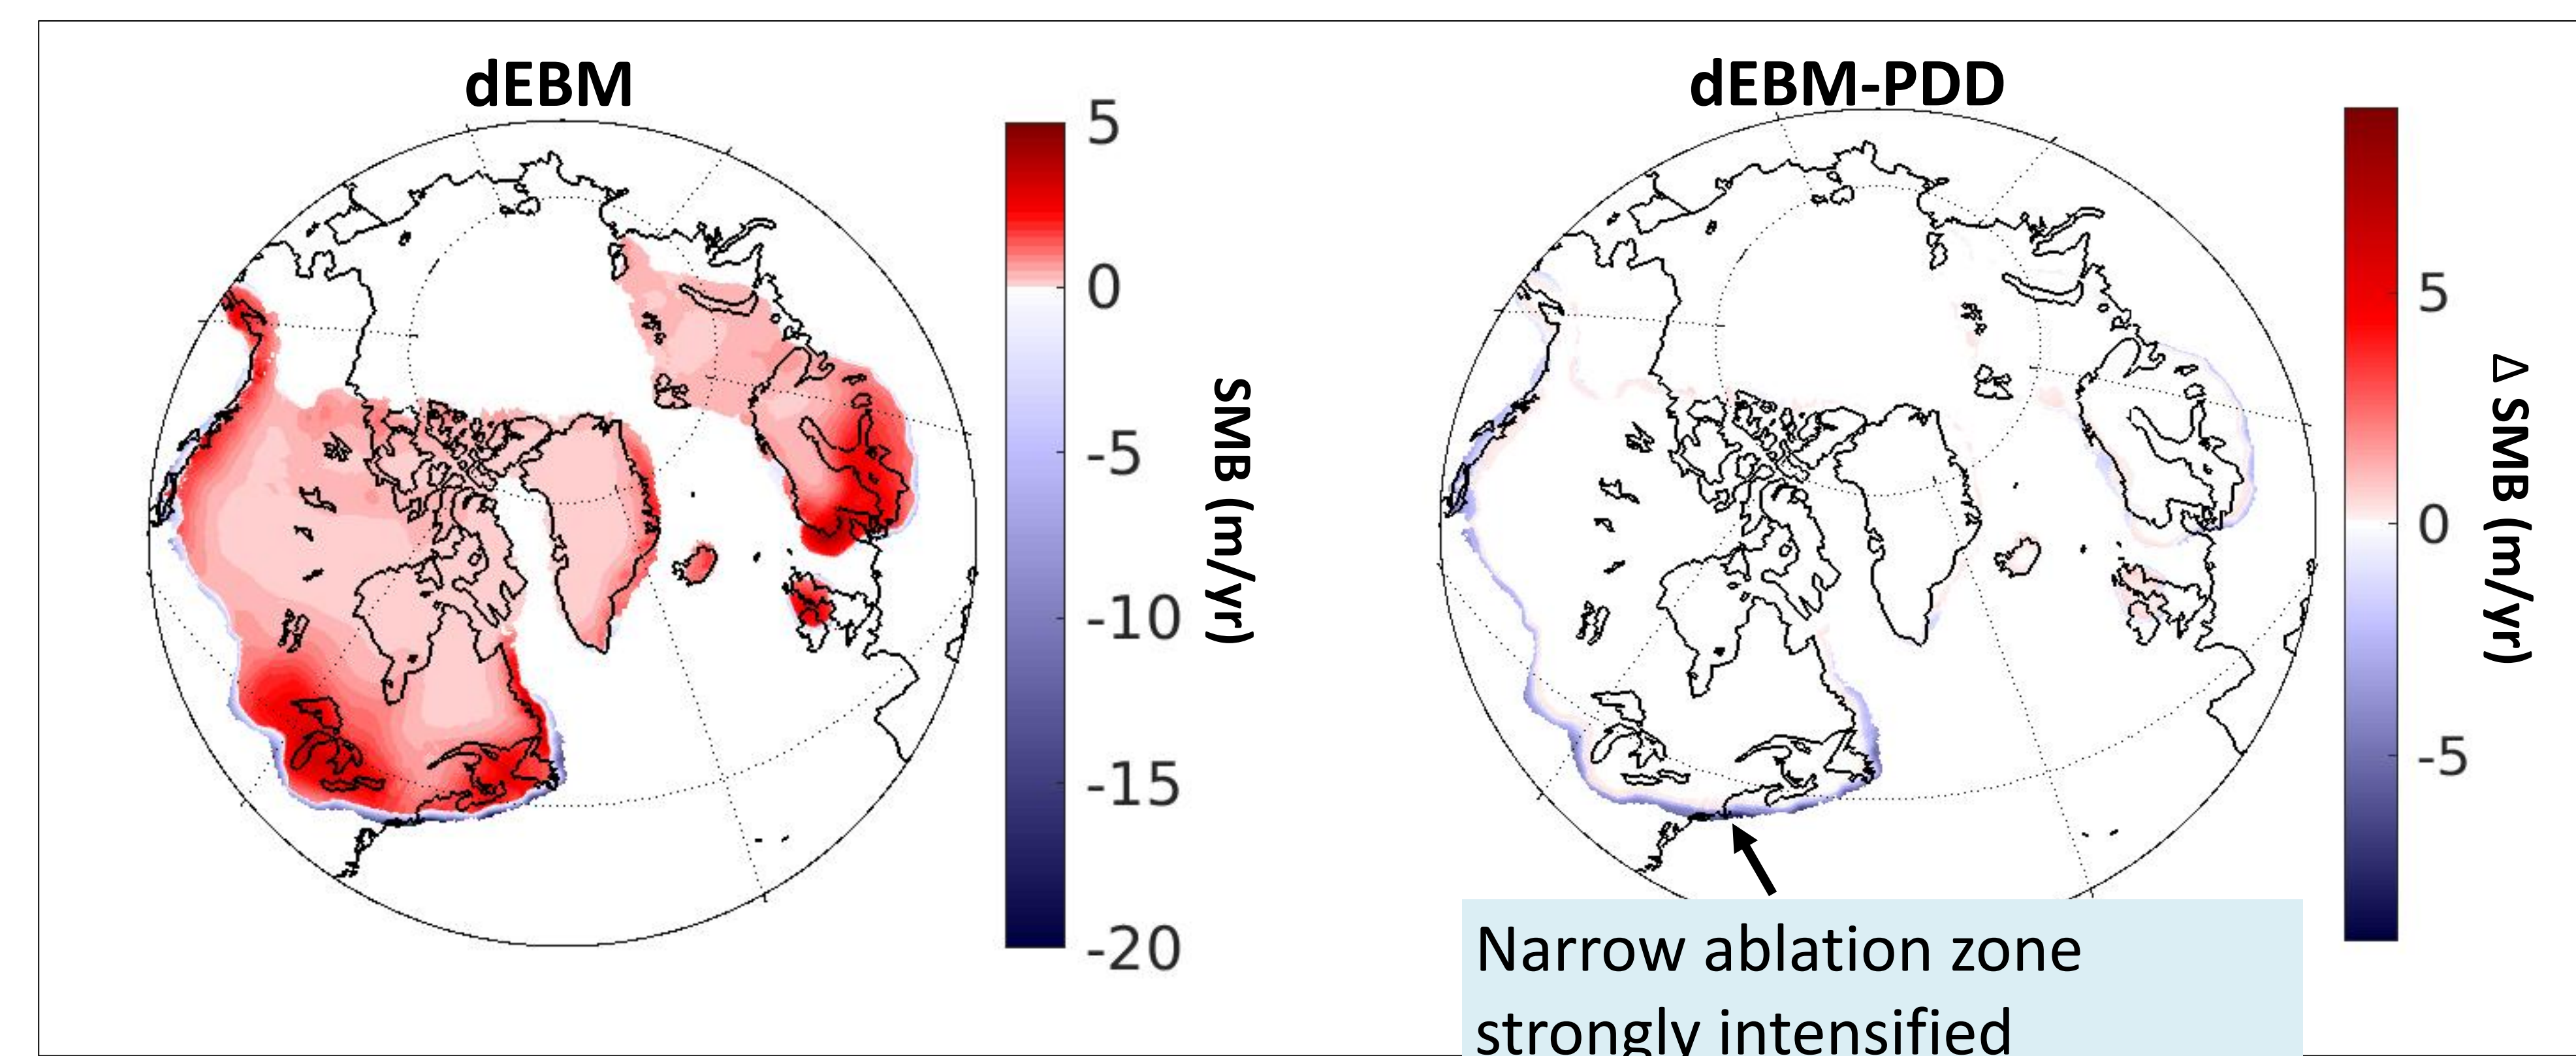 dEBM
5
0
-5
-10
-15
-20
SMB (m/yr)
dEBM-PDD
5
0
-5
Δ SMB (m/yr)
Narrow ablation zone
strongly intensified